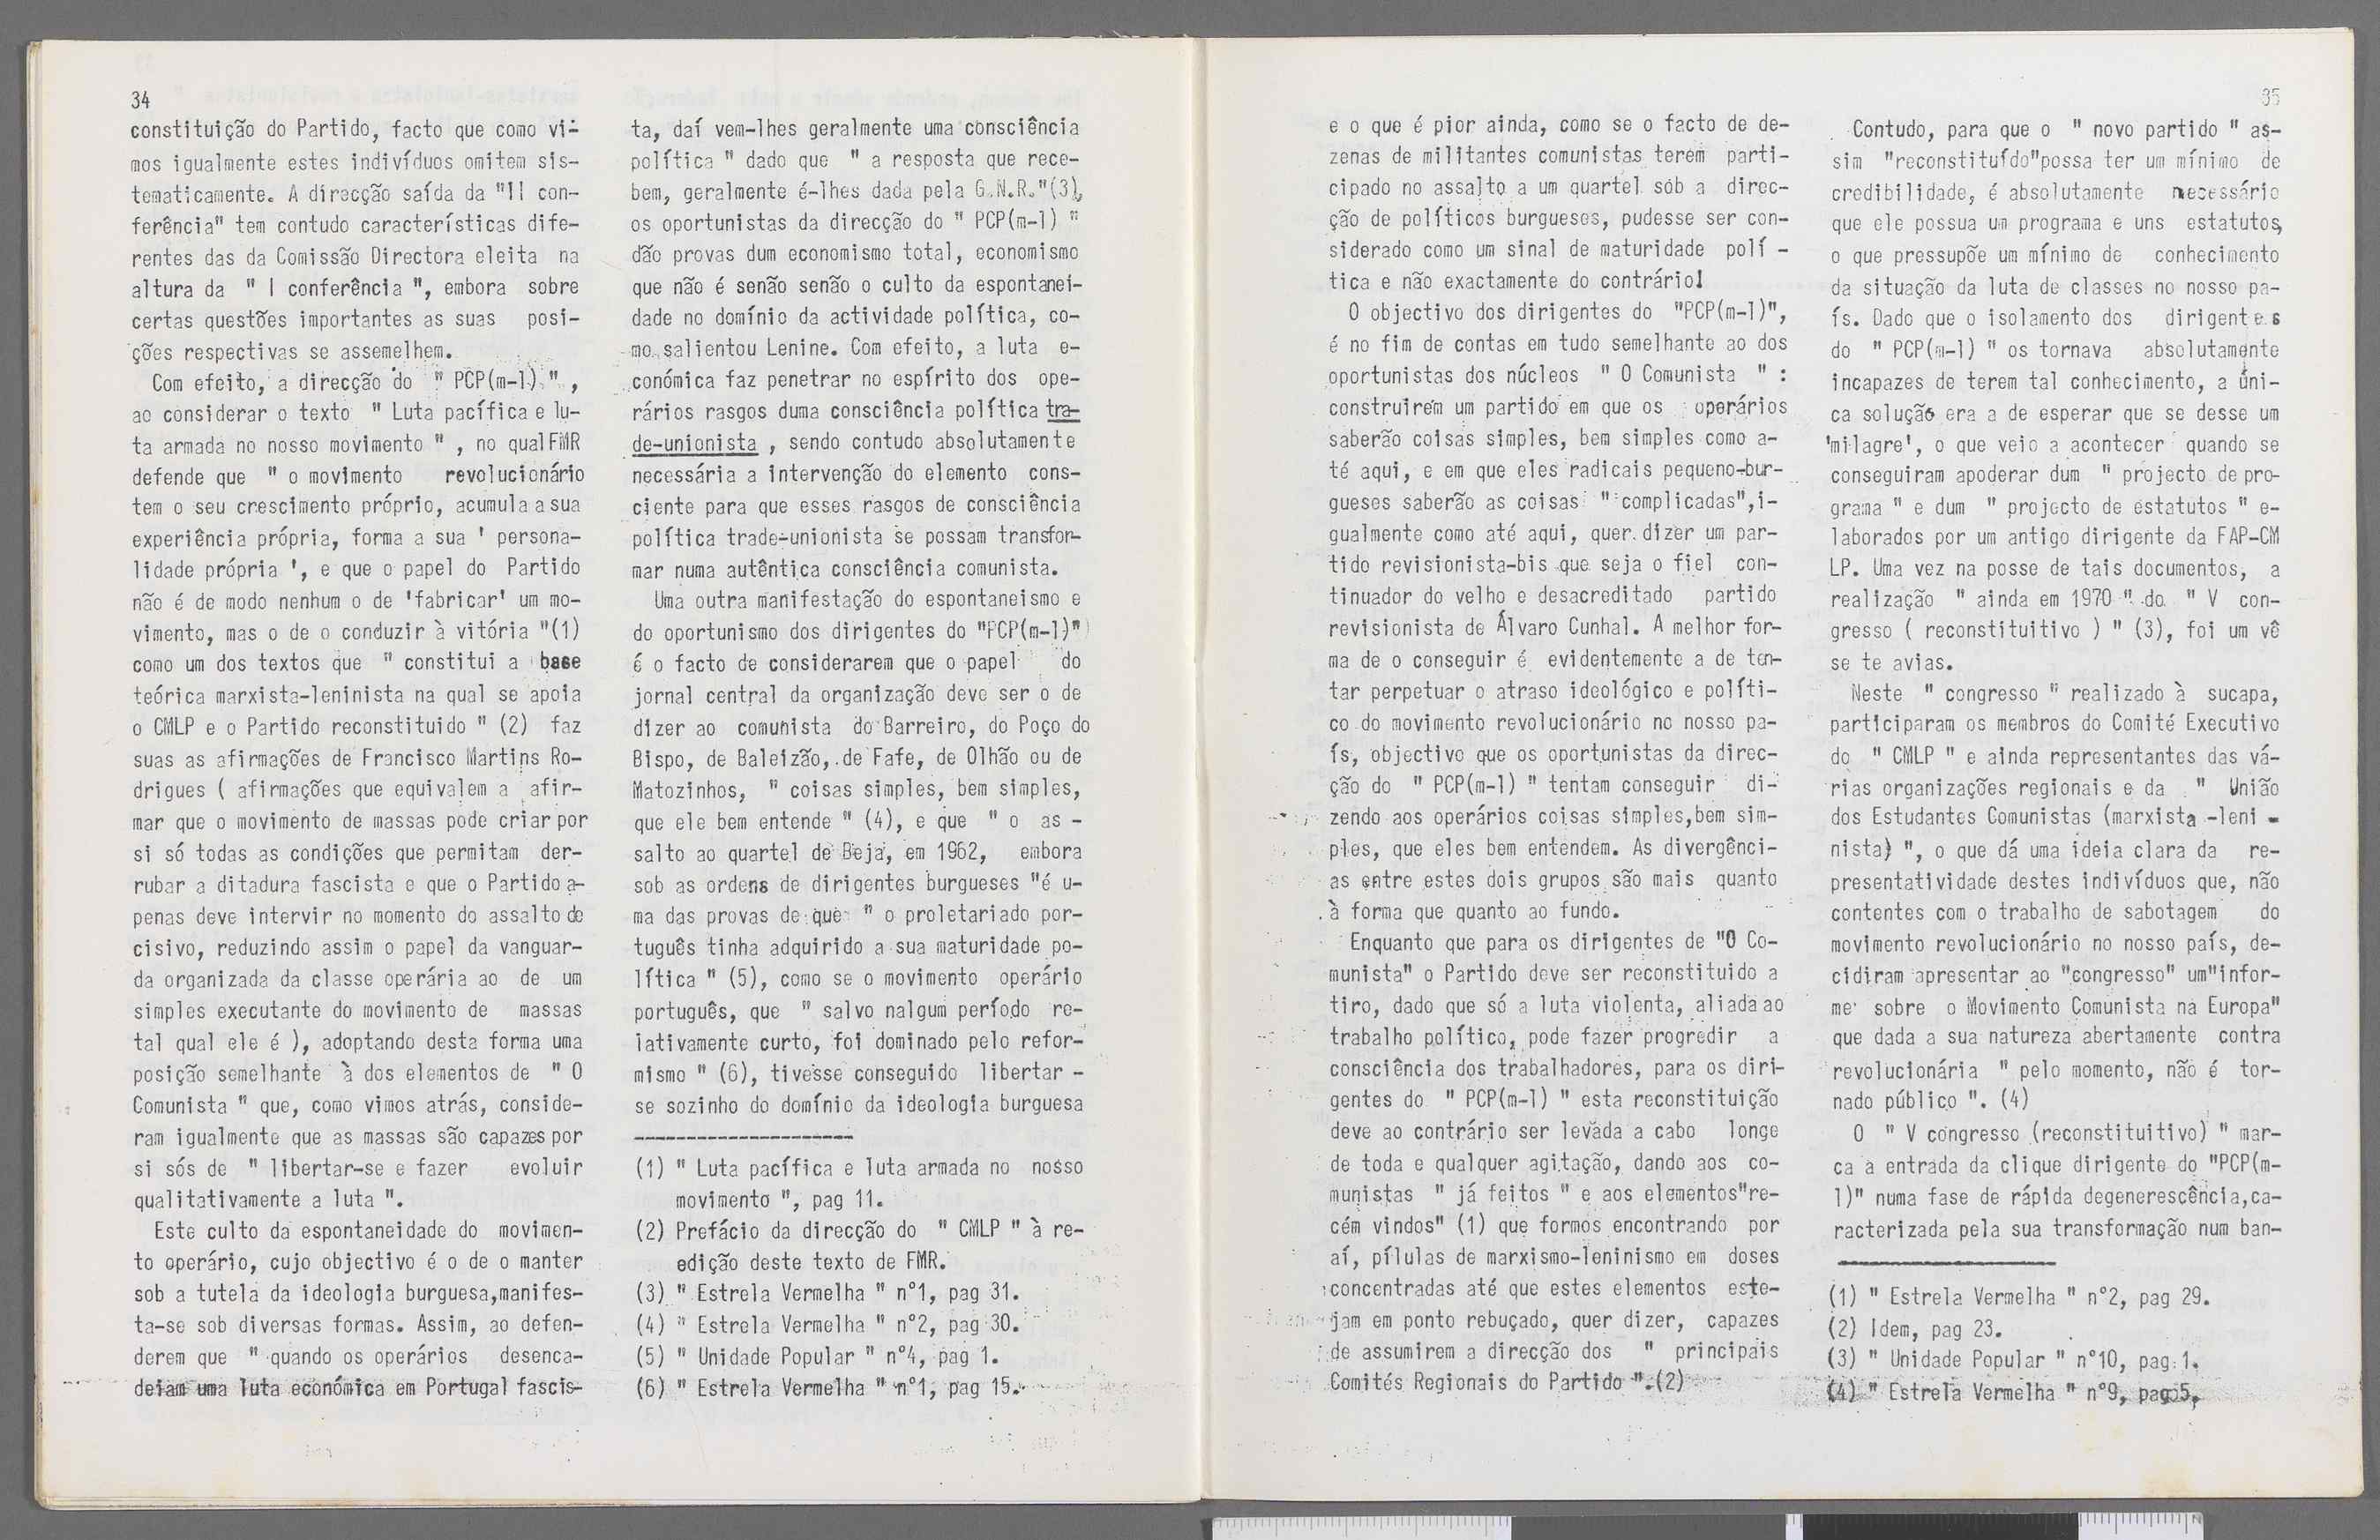 34
constituição do Partido, facto que como vi-
mos igualmente estes indivíduos omitem sis-
tematicamente. A direcção saída da "II con-
ferência" tem contudo características dife-
rentes das da Comissão Directora eleita na
altura da " I conferência ", embora sobre
certas questões importantes as suas posi-
ções respectivas se assemelhem.
Com efeito, a direcção do " PCP(m-l) " ,
ao considerar o texto " Luta pacífica e lu-
ta armada no nosso movimento " , no qual FMR
defende que " o movimento revolucionário
tem o seu crescimento próprio, acumula a sua
experiência própria, forma a sua ' persona-
lidade própria ', e que o papel do Partido
não é de modo nenhum o de 'fabricar' um mo-
vimento, mas o de o conduzir à vitória "(1)
como um dos textos que " constitui a base
teórica marxista-leninista na qual se apoia
o CMLP e o Partido reconstituido " (2) faz
suas as afirmações de Francisco Martins Ro-
drigues ( afirmações que equivalem a afir-
mar que o movimento de massas pode criar por
si só todas as condições que permitam der-
rubar a ditadura fascista e que o Partido a-
penas deve intervir no momento do assalto de
cisivo, reduzindo assim o papel da vanguar-
da organizada da classe operária ao de um
simples executante do movimento de massas
tal qual ele é ), adoptando desta forma uma
posição semelhante à dos elementos de " O
Comunista " que, como vimos atrás, conside-
ram igualmente que as massas são capazes por
si sós de " libertar-se e fazer evoluir
qualitativamente a luta ".
Este culto da espontaneidade do movimen-
to operário, cujo objectivo é o de o manter
sob a tutela da ideologia burguesa,manifes-
ta-se sob diversas formas. Assim, ao defen-
derem que " quando os operários desenca-
deiam uma luta económica em Portugal fascis-
ta, daí vem-lhes geralmente uma consciência
política " dado que " a resposta que rece-
bem, geralmente é-lhes dada pela G.N.R."(3),
os oportunistas da direcção do " PCP(m-l) "
dão provas dum economismo total, economismo
que não é senão senão o culto da espontanei-
dade no domínio da actividade política, co-
mo salientou Lenine. Com efeito, a luta e-
conómica faz penetrar no espírito dos ope-
rários rasgos duma consciência política tra-
de-unionista , sendo contudo absolutamente
necessária a intervenção do elemento cons-
ciente para que esses rasgos de consciência
política trade-unionista se possam transfor-
mar numa autêntica consciência comunista.
Uma outra manifestação do espontaneismo e
do oportunismo dos dirigentes do "PCP(m-l)"
é o facto de considerarem que o papel do
jornal central da organização deve ser o de
dizer ao comunista do Barreiro, do Poço do
Bispo, de Baleizão, de Fafe, de Olhão ou de
Matozinhos, " coisas simples, bem simples,
que ele bem entende " (4), e que " o as -
salto ao quartel de Beja, em 1962, embora
sob as ordens de dirigentes burgueses "é u-
ma das provas de que " o proletariado por-
tuguês tinha adquirido a sua maturidade po-
lítica " (5), como se o movimento operário
português, que " salvo nalgum período re-
lativamente curto, foi dominado pelo refor-
mismo " (6), tivesse conseguido libertar -
se sozinho do domínio da ideologia burguesa
(1) " Luta pacífica e luta armada no nosso
movimento ", pag 11.
(2) Prefácio da direcção do " CMLP " à re-
edição deste texto de FMR.
(3) " Estrela Vermelha " nº1, pag 31.
(4) " Estrela Vermelha " nº2, pag 30.
(5) " Unidade Popular " nº4, pag 1.
(6) " Estrela Vermelha " nº1, pag 15.
35
e o que é pior ainda, como se o facto de de-
zenas de militantes comunistas terem parti-
cipado no assalto a um quartel sob a direc-
ção de políticos burgueses, pudesse ser con-
siderado como um sinal de maturidade polí -
tica e não exactamente do contrário!
O objectivo dos dirigentes do "PCP(m-l)",
é no fim de contas em tudo semelhante ao dos
oportunistas dos núcleos " O Comunista " :
construirem um partido em que os operários
saberão coisas simples, bem simples como a-
té aqui, e em que eles radicais pequeno-bur-
gueses saberão as coisas " complicadas",i-
gualmente como até aqui, quer dizer um par-
tido revisionista-bis que seja o fiel con-
tinuador do velho e desacreditado partido
revisionista de Álvaro Cunhal. A melhor for-
ma de o conseguir é evidentemente a de ten-
tar perpetuar o atraso ideológico e políti-
co do movimento revolucionário no nosso pa-
ís, objectivo que os oportunistas da direc-
ção do " PCP(m-l) " tentam conseguir di-
zendo aos operários coisas simples,bem sim-
ples, que eles bem entendem. As divergênci-
as entre estes dois grupos são mais quanto
à forma que quanto ao fundo.
Enquanto que para os dirigentes de "O Co-
munista" o Partido deve ser reconstituido a
tiro, dado que só a luta violenta, aliada ao
trabalho político, pode fazer progredir a
consciência dos trabalhadores, para os diri-
gentes do " PCP(m-l) " esta reconstituição
deve ao contrário ser levada a cabo longe
de toda e qualquer agitação, dando aos co-
munistas " já feitos " e aos elementos"re-
cém vindos" (1) que formos encontrando por
aí, pílulas de marxismo-leninismo em doses
concentradas até que estes elementos este-
jam em ponto rebuçado, quer dizer, capazes
de assumirem a direcção dos " principais
Comités Regionais do Partido ".(2)
Contudo, para que o " novo partido " as-
sim "reconstituído"possa ter um mínimo de
credibilidade, é absolutamente necessário
que ele possua um programa e uns estatutos,
o que pressupõe um mínimo de conhecimento
da situação da luta de classes no nosso pa-
ís. Dado que o isolamento dos dirigentes
do " PCP(m-l) " os tornava absolutamente
incapazes de terem tal conhecimento, a úni-
ca solução era a de esperar que se desse um
'milagre', o que veio a acontecer quando se
conseguiram apoderar dum " projecto de pro-
grama " e dum " projecto de estatutos " e-
laborados por um antigo dirigente da FAP-CM
LP. Uma vez na posse de tais documentos, a
realização " ainda em 1970 " do " V con-
gresso ( reconstituitivo ) " (3), foi um vê
se te avias.
Neste " congresso " realizado à sucapa,
participaram os membros do Comité Executivo
do " CMLP " e ainda representantes das vá-
rias organizações regionais e da " União
dos Estudantes Comunistas (marxista -leni -
nista) ", o que dá uma ideia clara da re-
presentatividade destes indivíduos que, não
contentes com o trabalho de sabotagem do
movimento revolucionário no nosso país, de-
cidiram apresentar ao "congresso" um"infor-
me sobre o Movimento Comunista na Europa"
que dada a sua natureza abertamente contra
revolucionária " pelo momento, não é tor-
nado público ". (4)
O " V congresso (reconstituitivo) " mar-
ca a entrada da clique dirigente do "PCP(m-
l)" numa fase de rápida degenerescência,ca-
racterizada pela sua transformação num ban-
(1) " Estrela Vermelha " nº2, pag 29.
(2) Idem, pag 23.
(3) " Unidade Popular " nº10, pag 1.
(4) " Estrela Vermelha " nº9, pag 5.